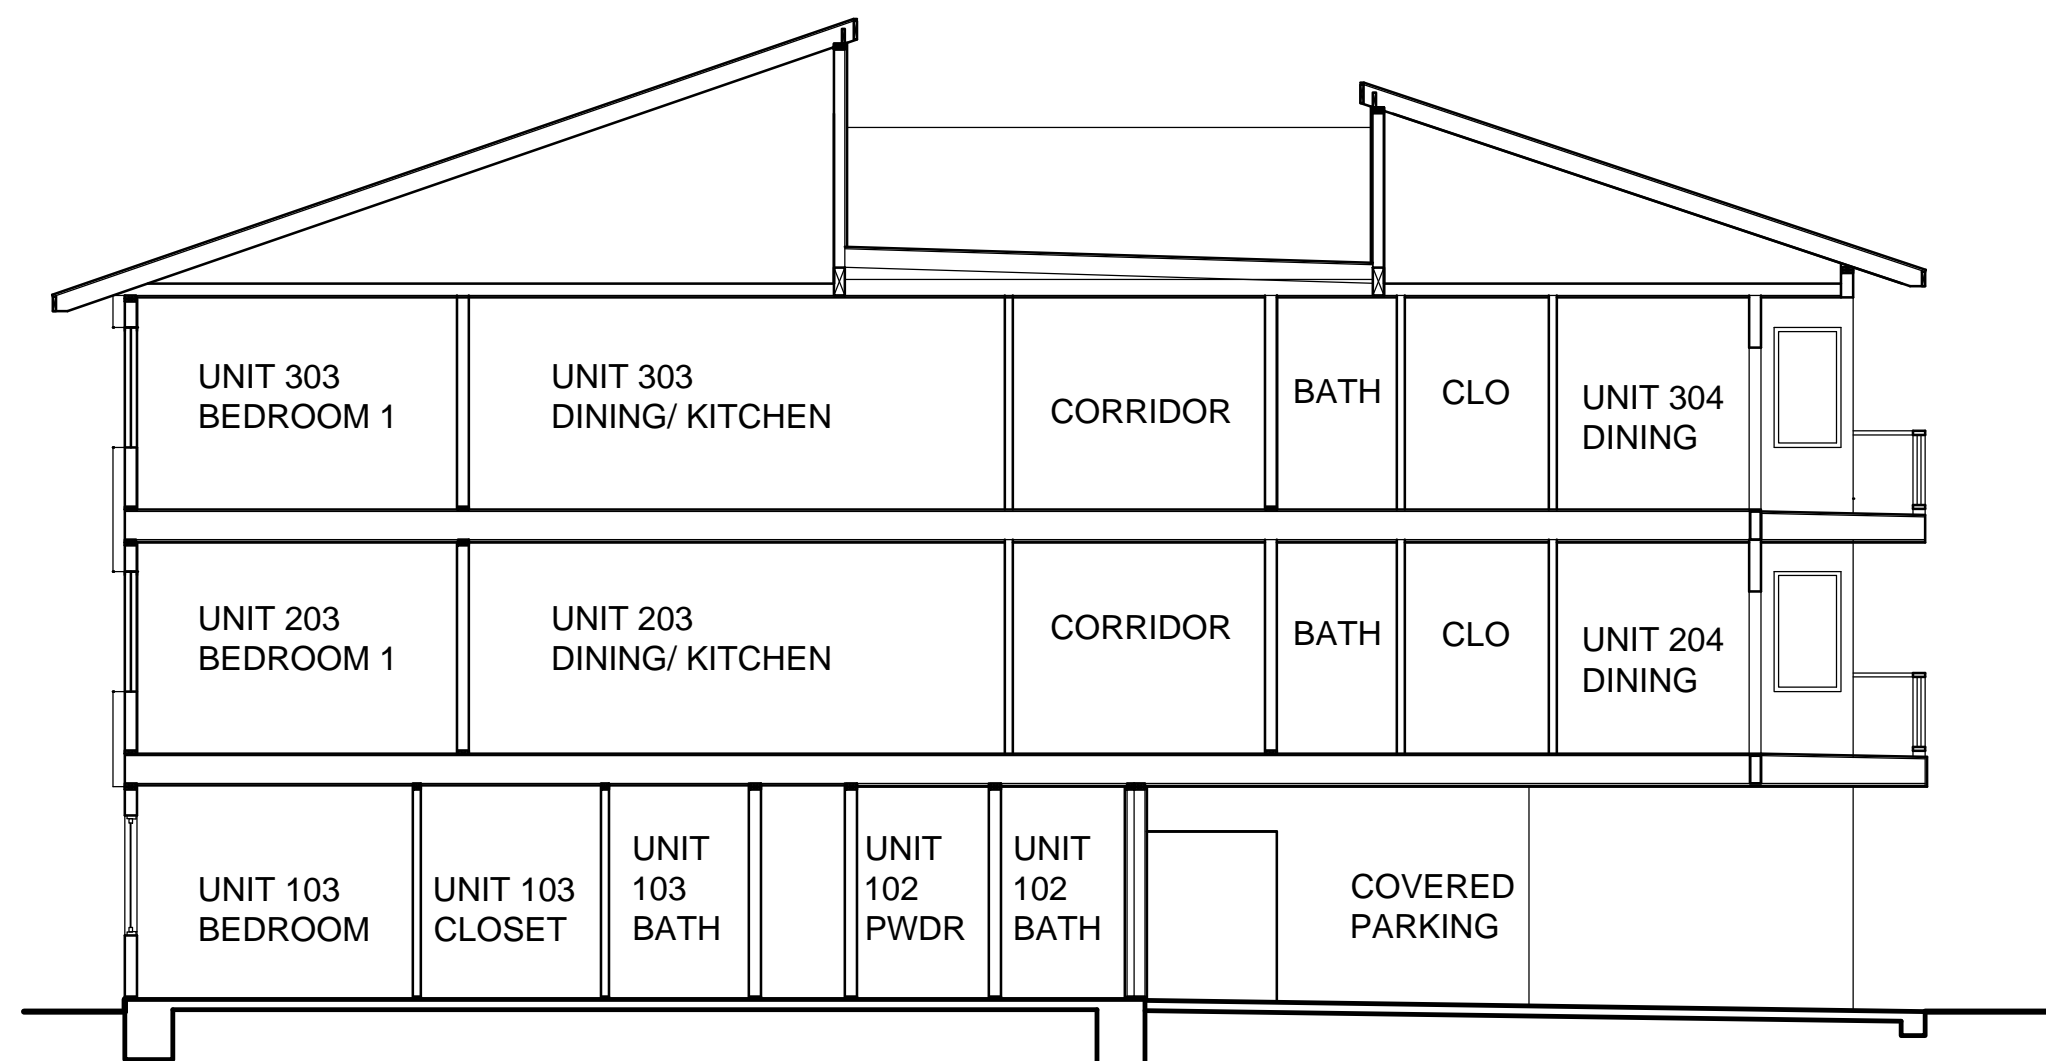 UNIT 303
BEDROOM 1
UNIT 303
DINING/ KITCHEN
CORRIDOR
BATH
CLO
UNIT 304
DINING
UNIT 203
BEDROOM 1
UNIT 203
DINING/ KITCHEN
CORRIDOR
BATH
CLO
UNIT 204
DINING
UNIT 103
BEDROOM
UNIT 103
CLOSET
UNIT
103
BATH
UNIT
102
PWDR
UNIT
102
BATH
COVERED
PARKING